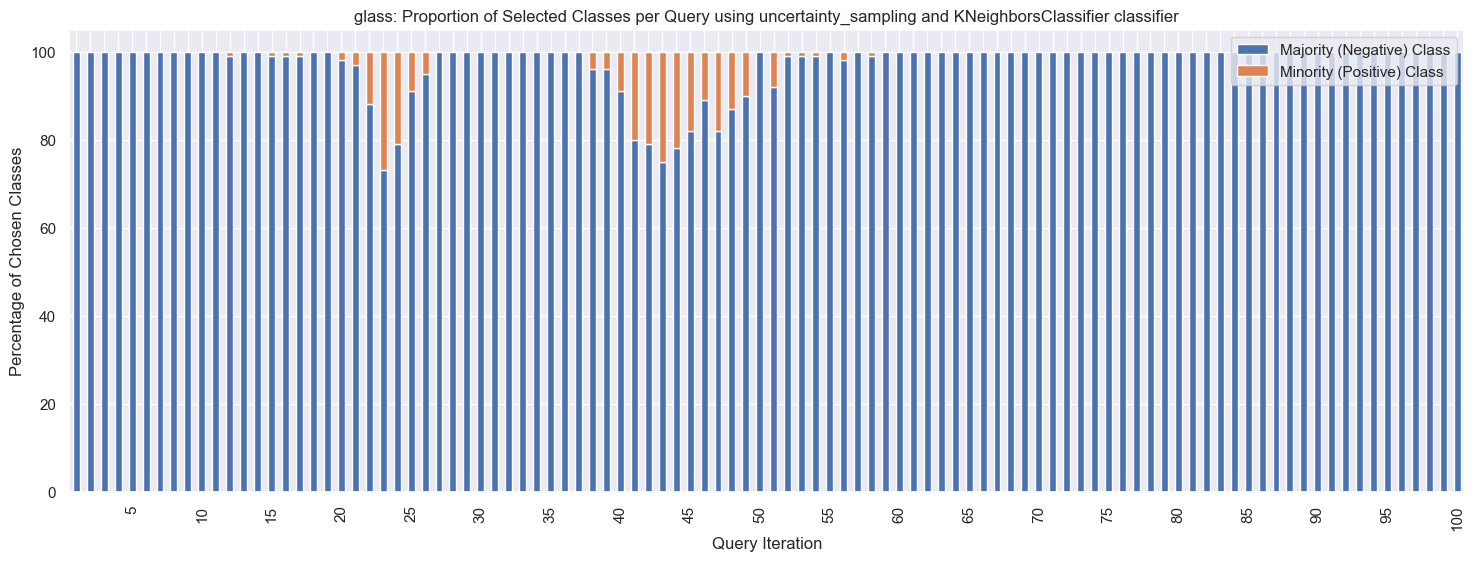 glass: Proportion of Selected Classes per Query using uncertainty_sampling and KNeighborsClassifier classifier
Majority (Negative) Class
Minority (Positive) Class
Percentage of Chosen Classes
100
80
60
40
20
0
5 10 15 20 25 30 35 40 45 50 55 60 65 70 75 80 85 90 95 100
Query Iteration